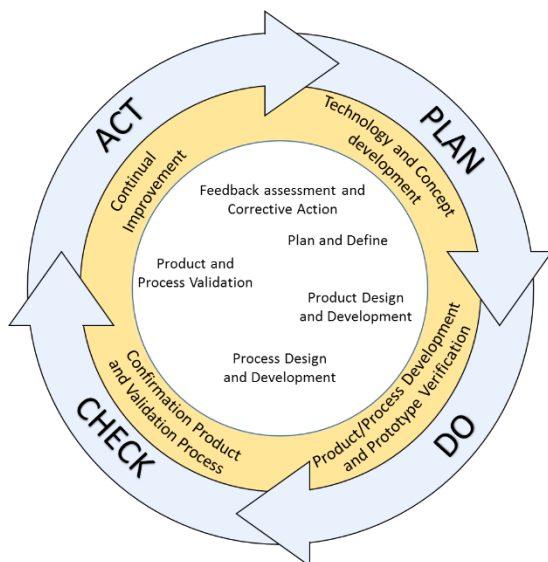 ACT
PLAN
DO
CHECK
Technology and Concept
development
Product/Process Development
and Prototype Verification
Confirmation Product
and Validation Process
Continual
Improvement
Feedback assessment and
Corrective Action
Plan and Define
Product and
Process Validation
Product Design
and Development
Process Design
and Development